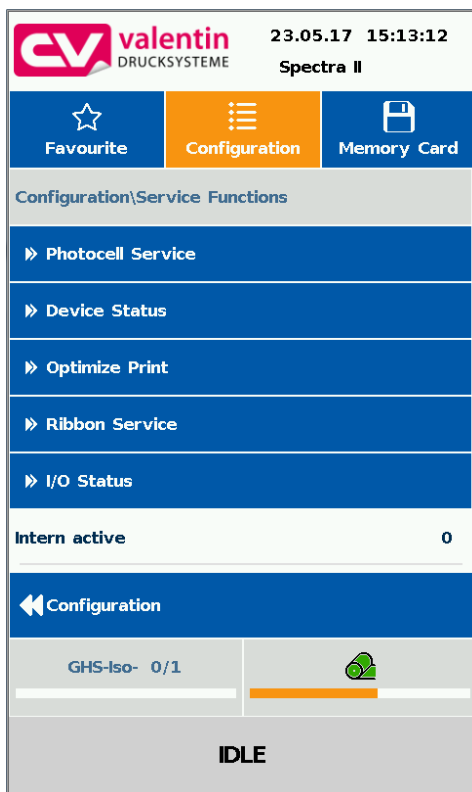 CV valentin
DRUCKSYSTEME
23.05.17 15:13:12
Spectra II
Favourite
Configuration
Memory Card
Configuration\Service Functions
Photocell Service
Device Status
Optimize Print
Ribbon Service
I/O Status
Intern active 0
Configuration
GHS-Iso- 0/1
IDLE